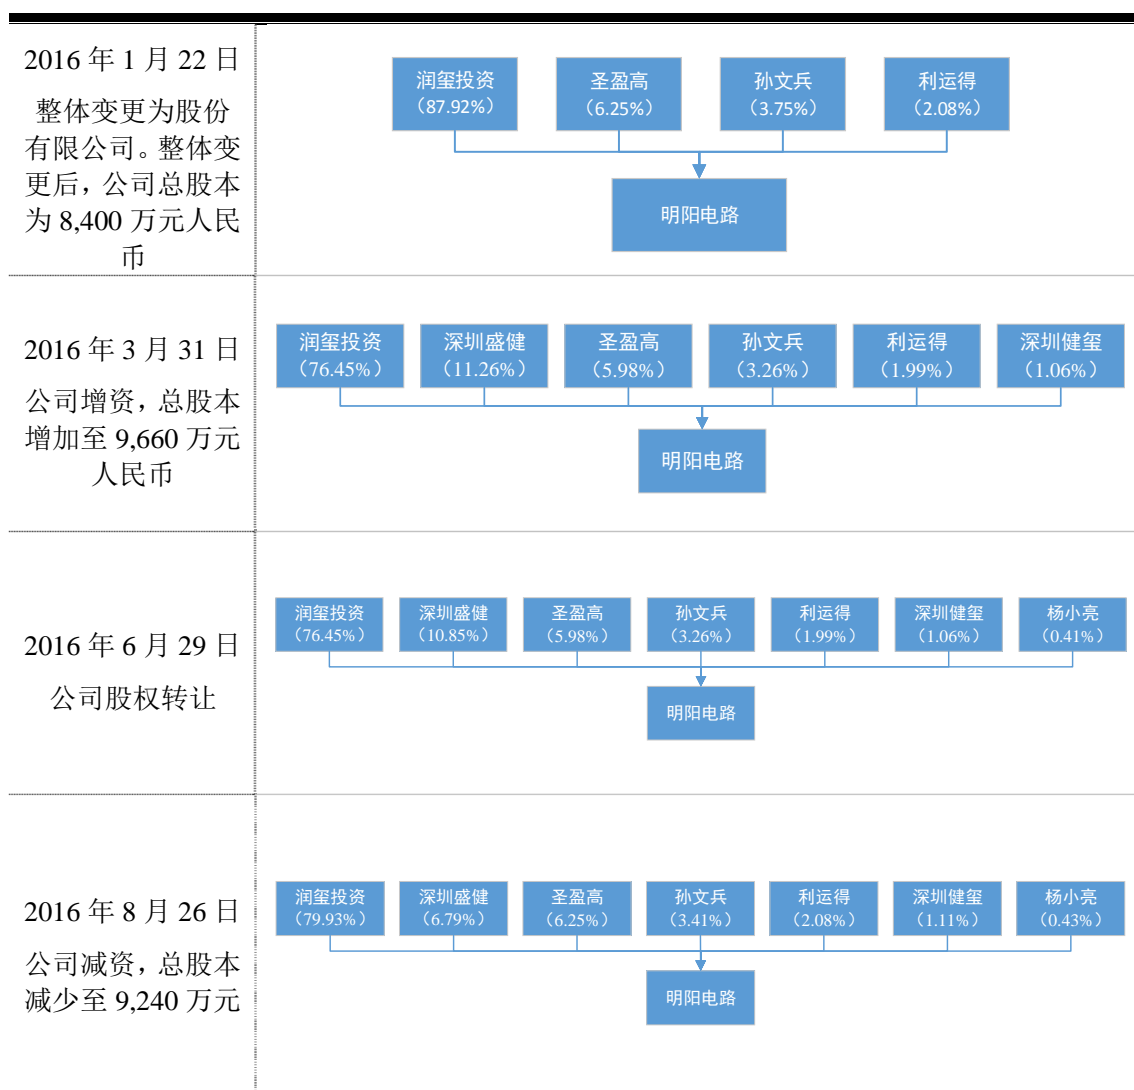 2016 年 1 月 22 日
整体变更为股份
有限公司。整体变
更后，公司总股本
为 8,400 万元人民
币
润玺投资
（87.92%）
圣盈高
（6.25%）
孙文兵
（3.75%）
利运得
（2.08%）
明阳电路
2016 年 3 月 31 日
公司增资，总股本
增加至 9,660 万元
人民币
润玺投资
（76.45%）
深圳盛健
（11.26%）
圣盈高
（5.98%）
孙文兵
（3.26%）
利运得
（1.99%）
深圳健玺
（1.06%）
明阳电路
2016 年 6 月 29 日
公司股权转让
润玺投资
（76.45%）
深圳盛健
（10.85%）
圣盈高
（5.98%）
孙文兵
（3.26%）
利运得
（1.99%）
深圳健玺
（1.06%）
杨小亮
（0.41%）
明阳电路
2016 年 8 月 26 日
公司减资，总股本
减少至 9,240 万元
润玺投资
（79.93%）
深圳盛健
（6.79%）
圣盈高
（6.25%）
孙文兵
（3.41%）
利运得
（2.08%）
深圳健玺
（1.11%）
杨小亮
（0.43%）
明阳电路